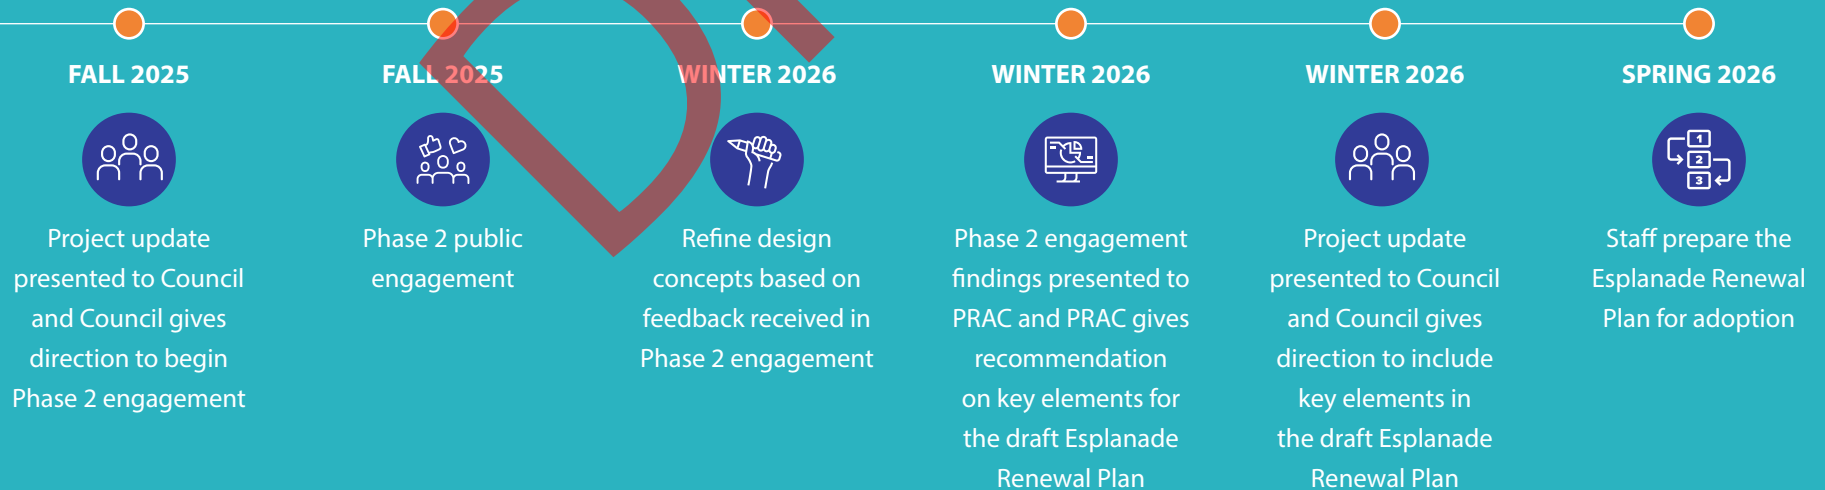 FALL 2025
Project update
presented to Council
and Council gives
direction to begin
Phase 2 engagement
FALL 2025
Phase 2 public
engagement
WINTER 2026
Refine design
concepts based on
feedback received in
Phase 2 engagement
WINTER 2026
Phase 2 engagement
findings presented to
PRAC and PRAC gives
recommendation
on key elements for
the draft Esplanade
Renewal Plan
WINTER 2026
Project update
presented to Council
and Council gives
direction to include
key elements in
the draft Esplanade
Renewal Plan
SPRING 2026
1
2
3
Staff prepare the
Esplanade Renewal
Plan for adoption